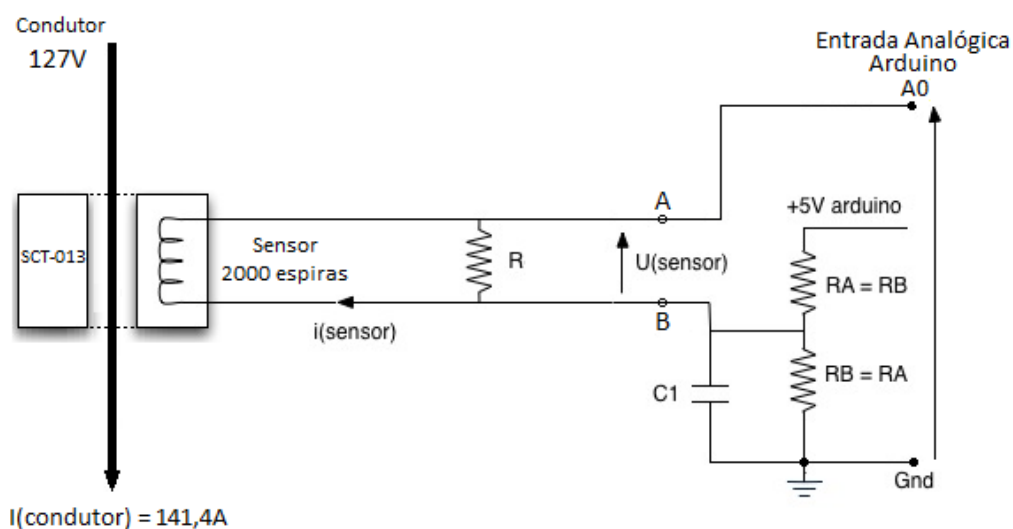 Condutor
127V
Entrada Analógica
Arduino
A0
A
+5V arduino
SCT-013
Sensor
2000 espiras
R
U(sensor)
RA = RB
B
i(sensor)
RB = RA
C1
Gnd
I(condutor) = 141,4A